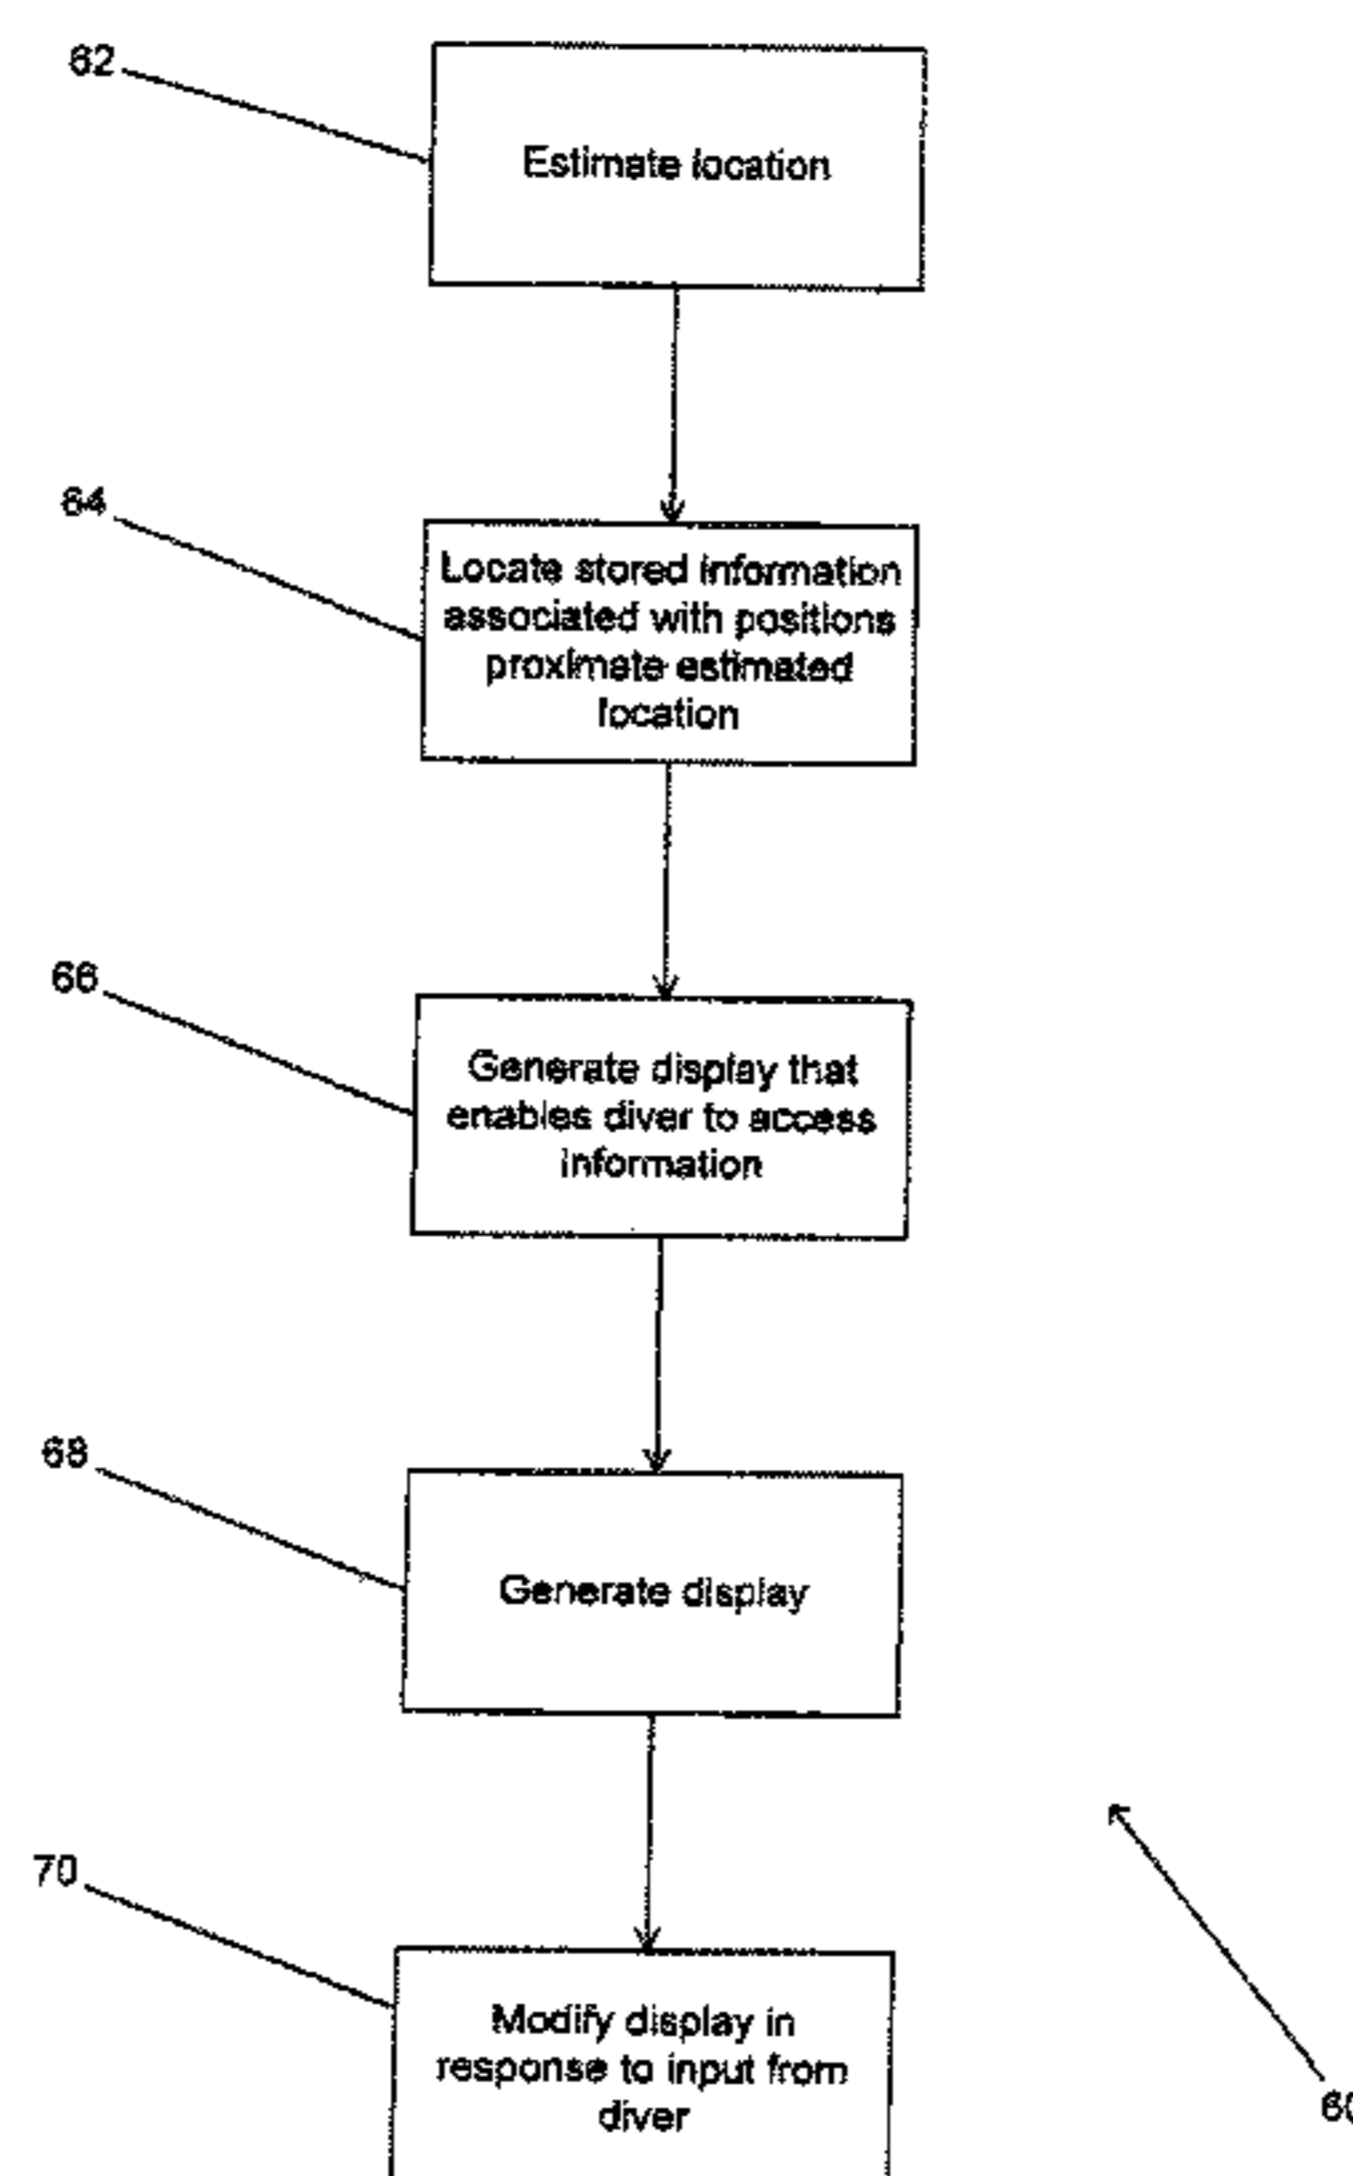 62
Estimate location
64
Locate stored information
associated with positions
proximate estimated
location
66
Generate display that
enables diver to access
information
68
Generate display
70
Modify display in
response to input from
diver
60